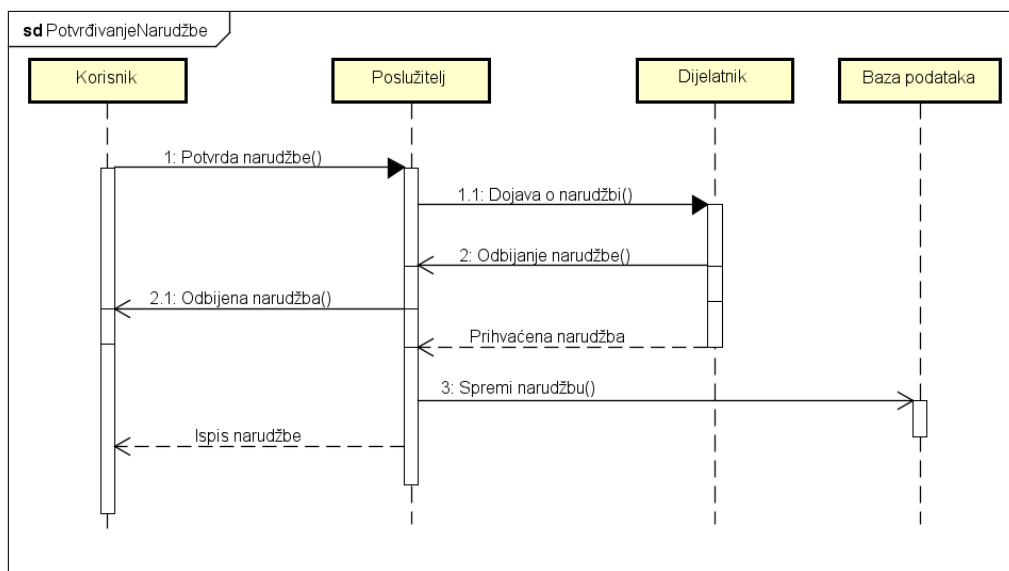 sd PotvrđivanjeNarudžbe
Korisnik
Poslužitelj
Dijelatnik
Baza podataka
1: Potvrda narudžbe()
1.1: Dojava o narudžbi()
2: Odbijanje narudžbe()
2.1: Odbijena narudžba()
Prihvaćena narudžba
3: Spremi narudžbu()
Ispis narudžbe